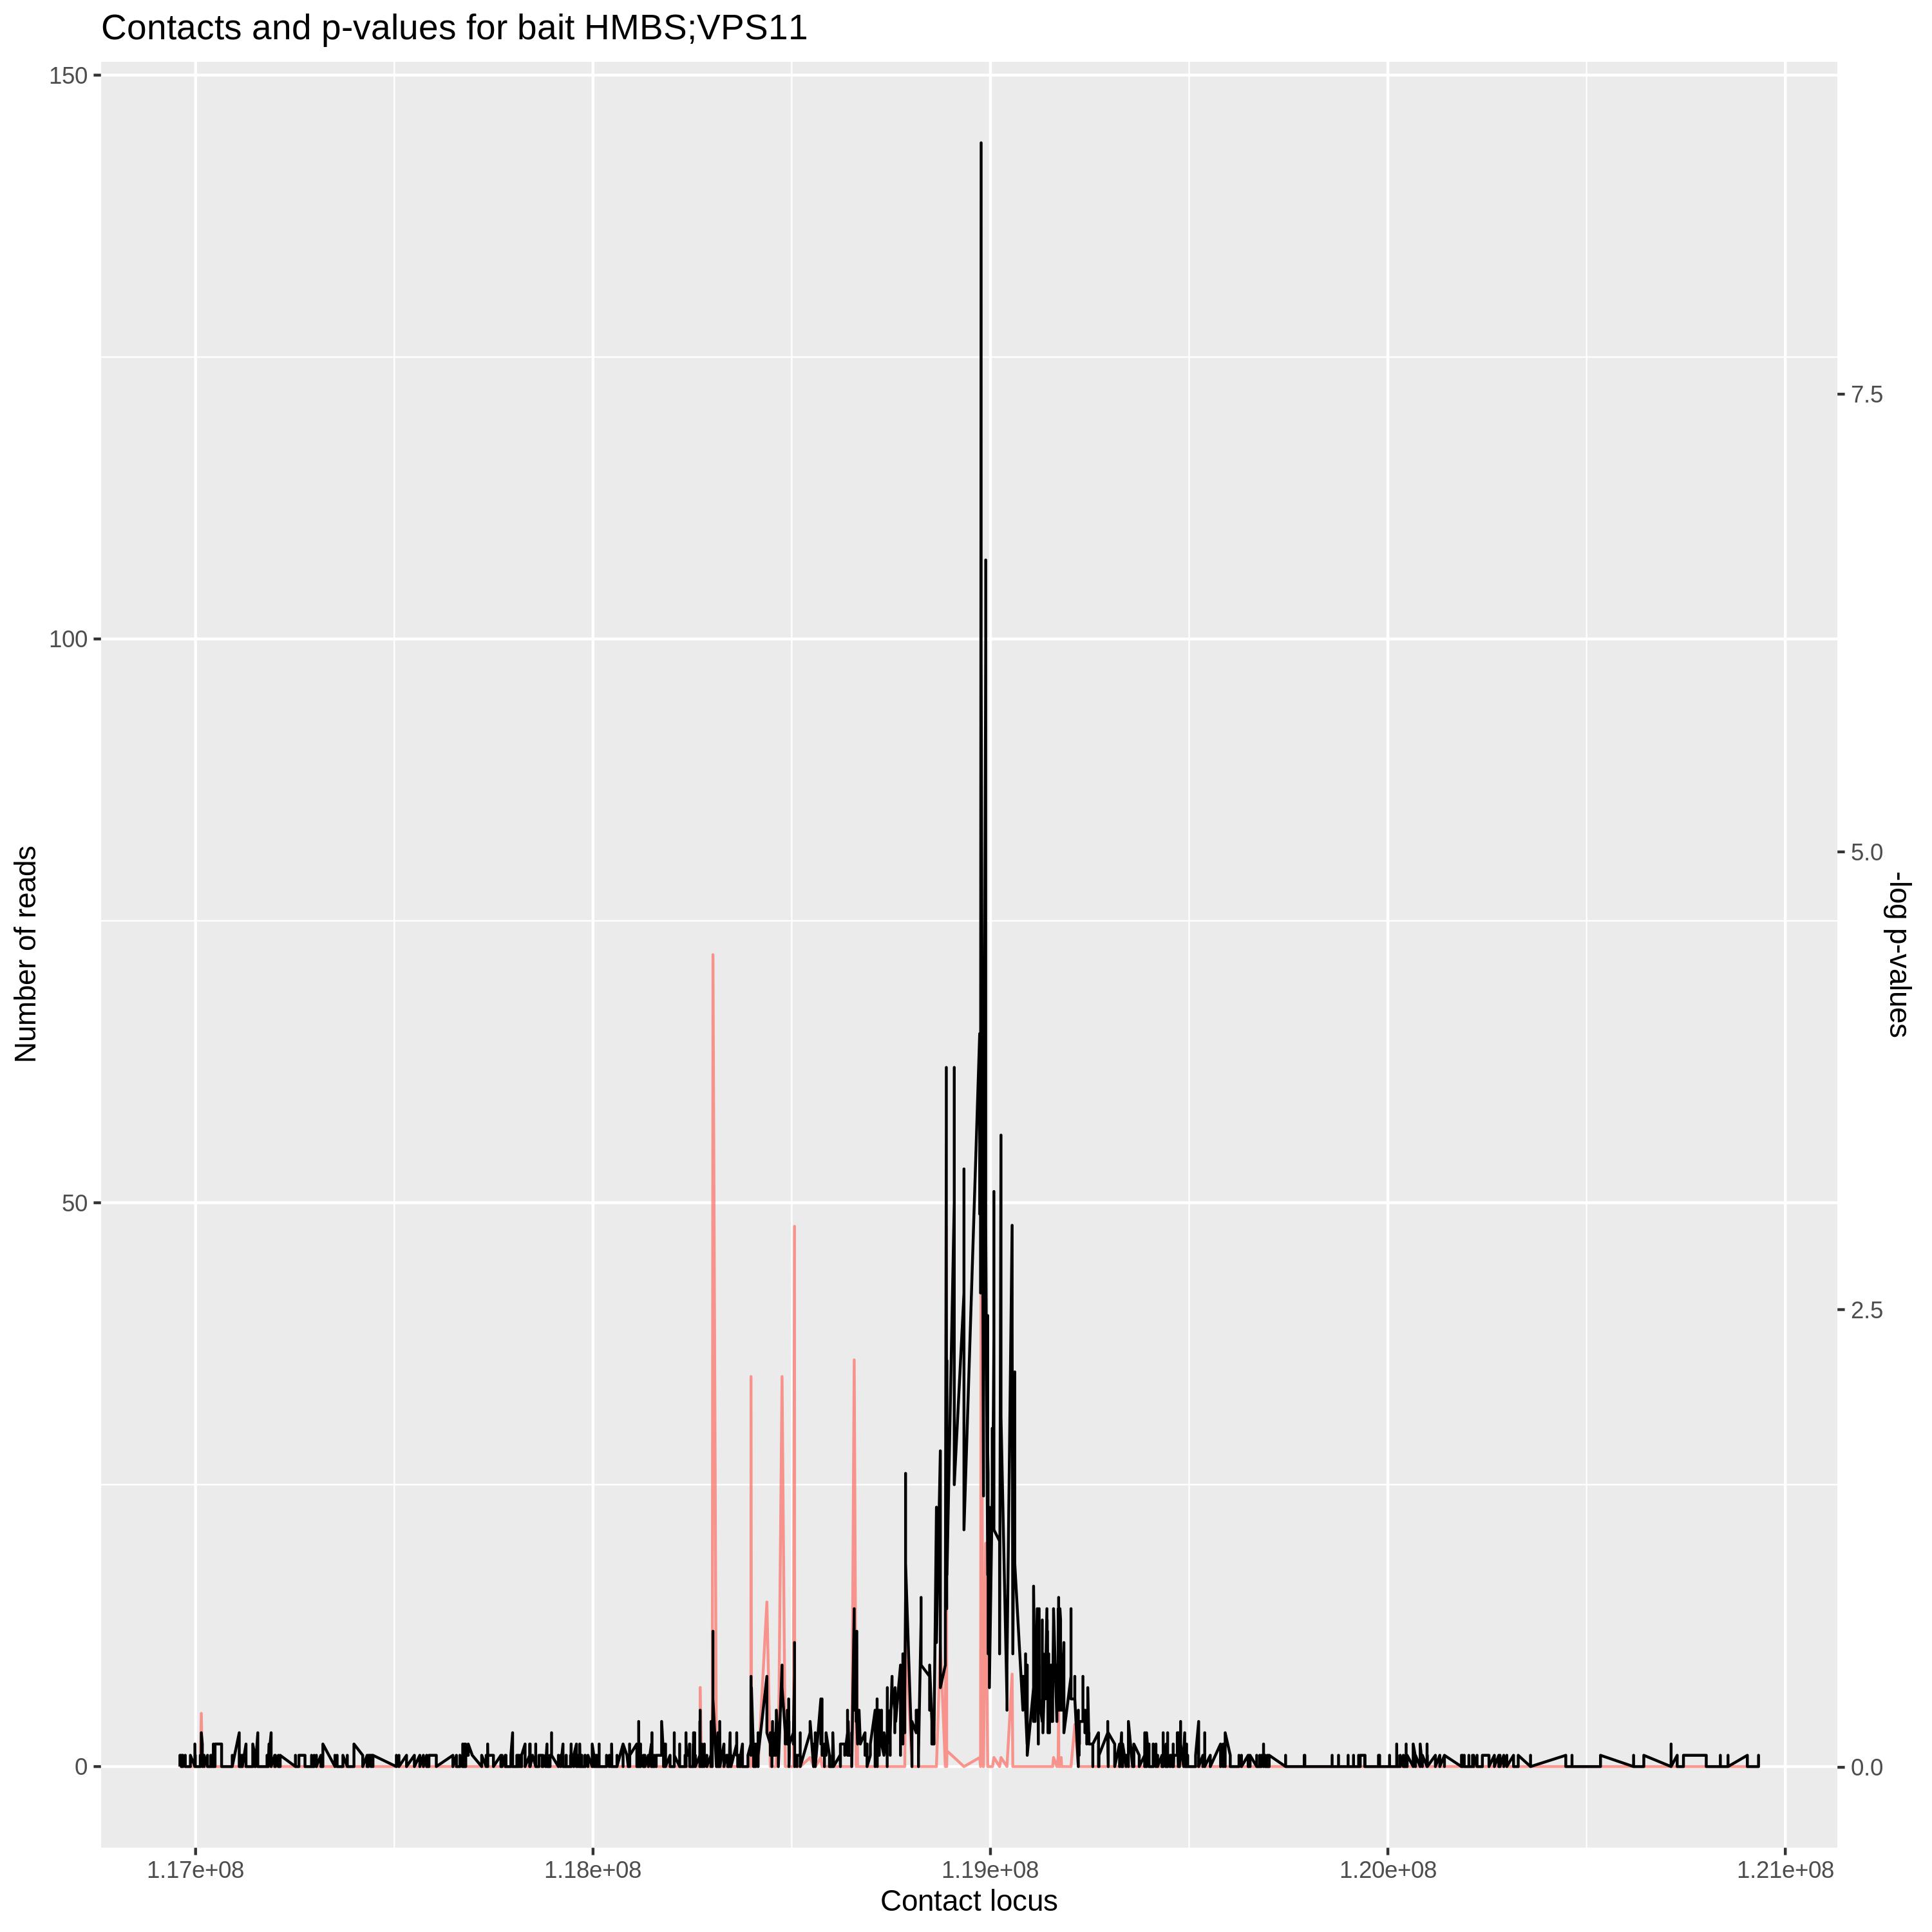 Contacts and p-values for bait HMBS;VPS11
150
100
50
0
Number of reads
7.5
5.0
2.5
0.0
-log p-values
1.17e+08
1.18e+08
1.19e+08
1.20e+08
1.21e+08
Contact locus